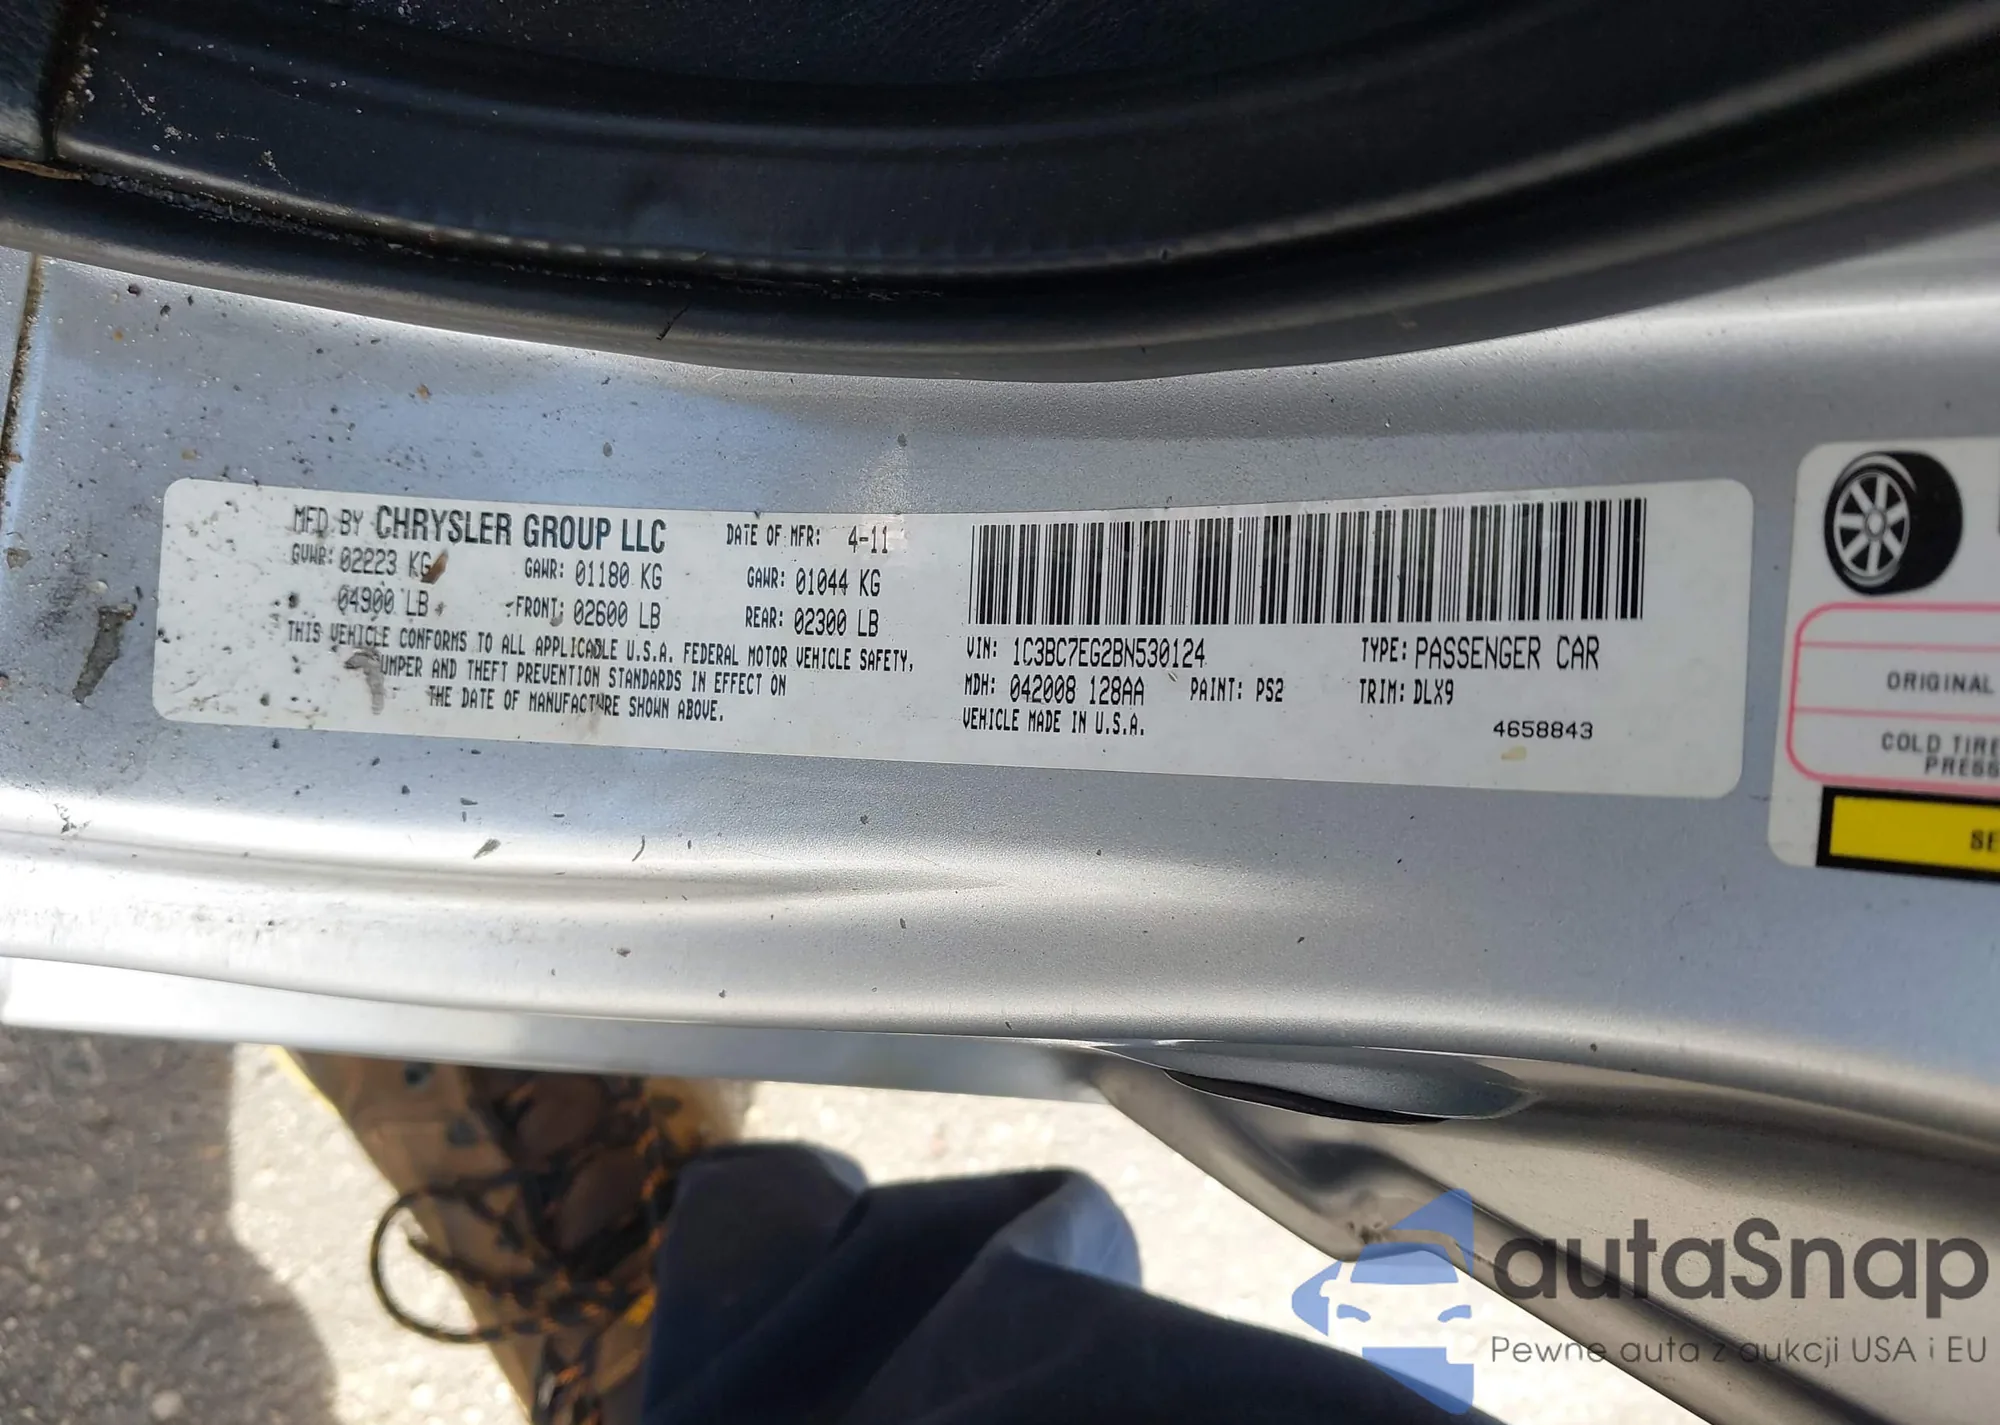 MFD BY CHRYSLER GROUP LLC DATE OF MFR: 4-11
GVWR: 02223 KG GAWR: 01180 KG GAWR: 01044 KG
04900 LB FRONT: 02600 LB REAR: 02300 LB
THIS VEHICLE CONFORMS TO ALL APPLICABLE U.S.A. FEDERAL MOTOR VEHICLE SAFETY,
BUMPER AND THEFT PREVENTION STANDARDS IN EFFECT ON
THE DATE OF MANUFACTURE SHOWN ABOVE.
VIN: 1C3BC7EG2BN530124 TYPE: PASSENGER CAR
MDH: 042008 128AA PAINT: PS2 TRIM: DLX9
VEHICLE MADE IN U.S.A.
4658843
ORIGINAL
COLD TIRE
PRESS
SE
autaSnap
Pewne auta z aukcji USA i EU